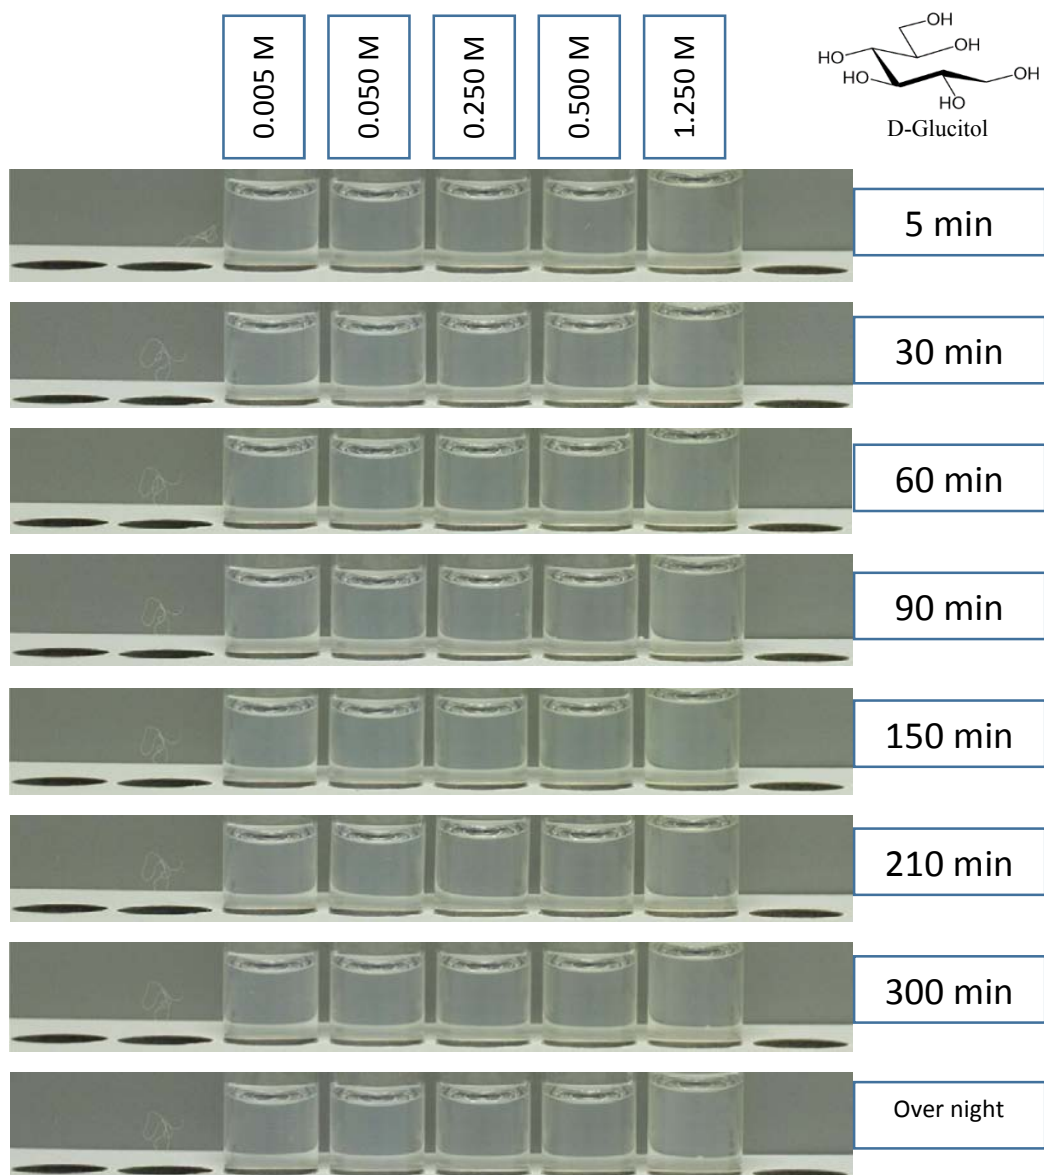 0.005 M
0.050 M
0.250 M
0.500 M
1.250 M
OH
HO
OH
HO
HO
OH
HO
D-Glucitol
5 min
30 min
60 min
90 min
150 min
210 min
300 min
Over night